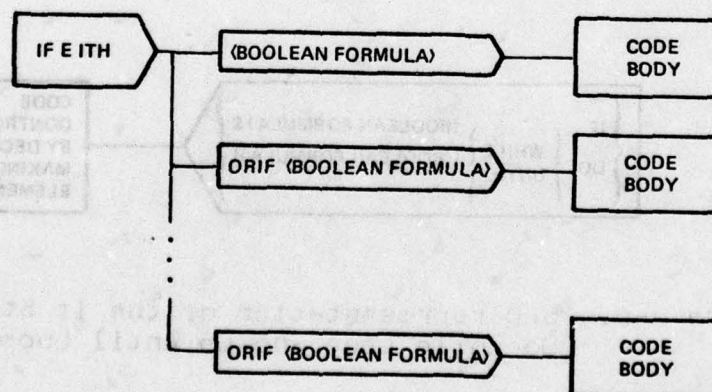 IF E ITH
⟨BOOLEAN FORMULA⟩
CODE
BODY
ORIF ⟨BOOLEAN FORMULA⟩
CODE
BODY
ORIF ⟨BOOLEAN FORMULA⟩
CODE
BODY